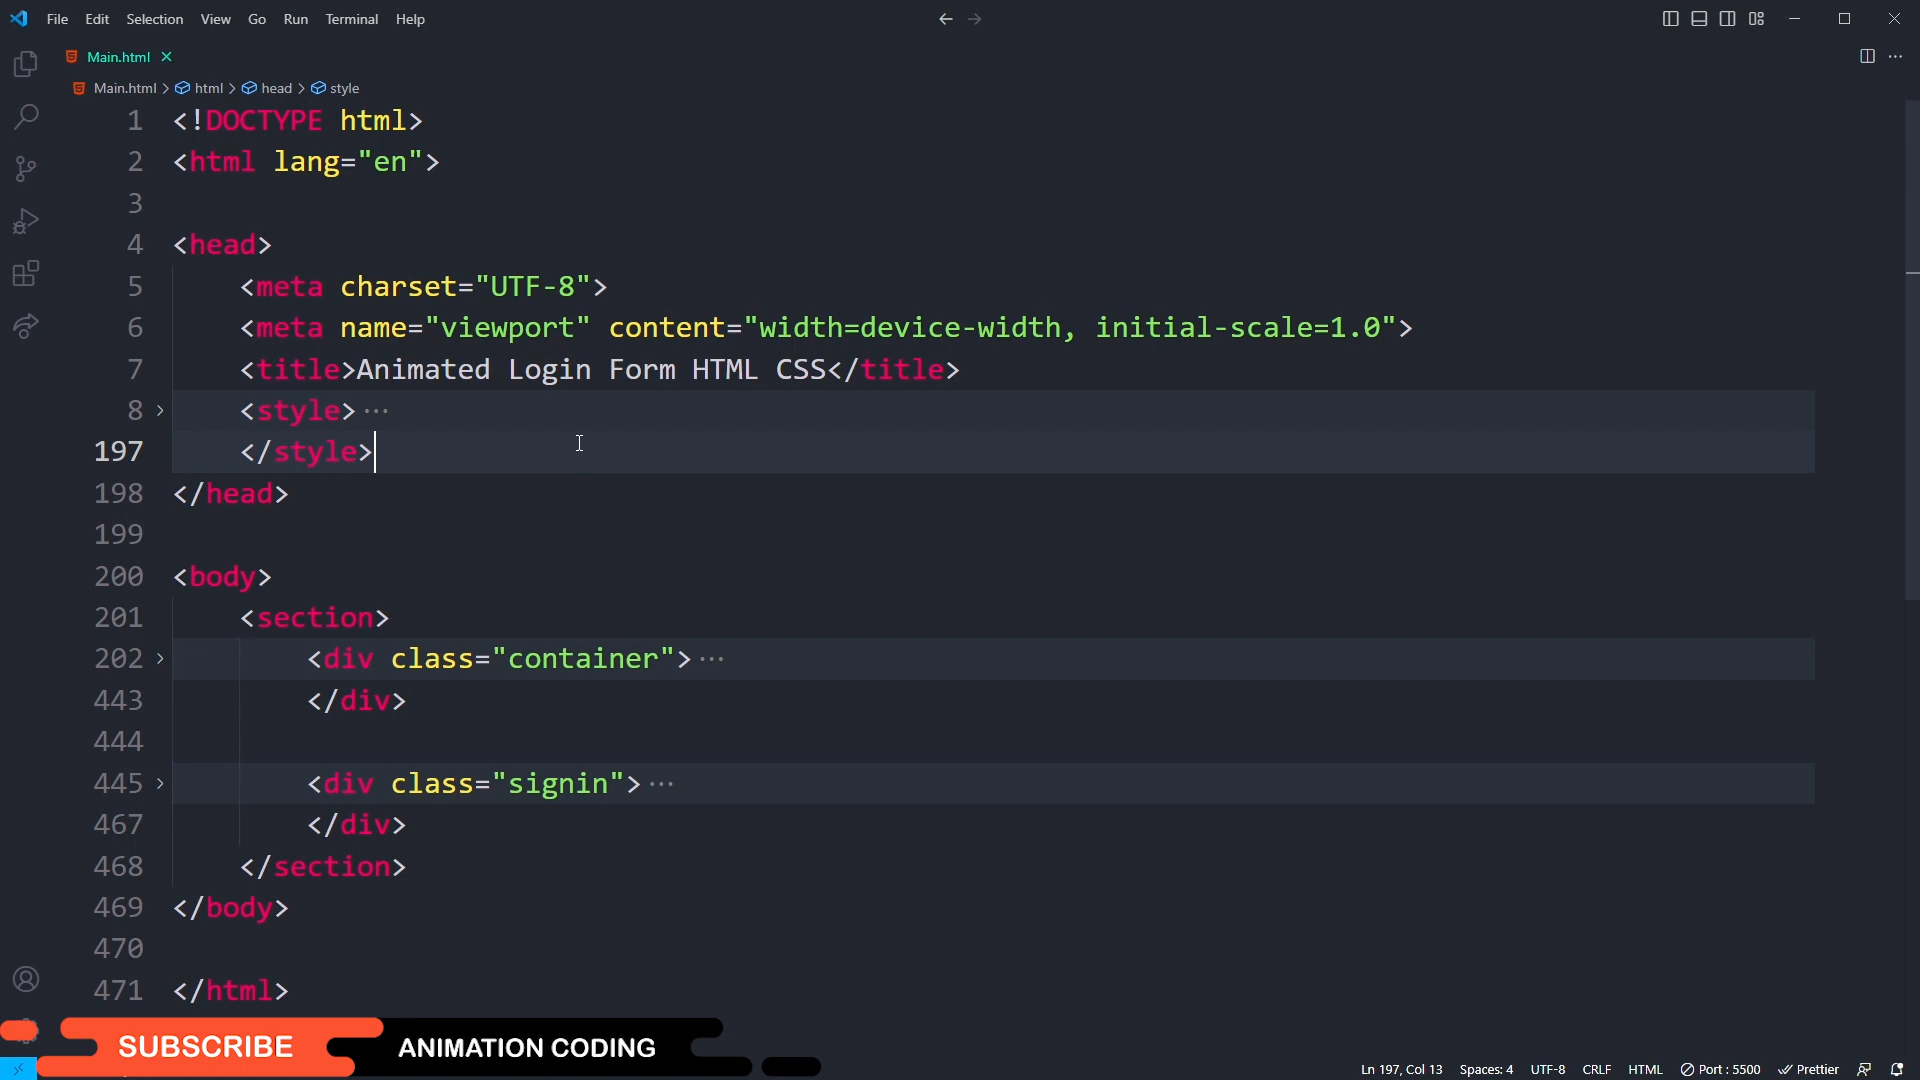 File Edit Selection View Go Run Terminal Help
Main.html
Main.html > html > head > style
1 <!DOCTYPE html>
2 <html lang="en">
3
4 <head>
5 <meta charset="UTF-8">
6 <meta name="viewport" content="width=device-width, initial-scale=1.0">
7 <title>Animated Login Form HTML CSS</title>
8 <style>···
197 </style>
198 </head>
199
200 <body>
201 <section>
202 <div class="container">···
443 </div>
444
445 <div class="signin">···
467 </div>
468 </section>
469 </body>
470
471 </html>
SUBSCRIBE ANIMATION CODING
Ln 197, Col 13 Spaces: 4 UTF-8 CRLF HTML Port : 5500 Prettier